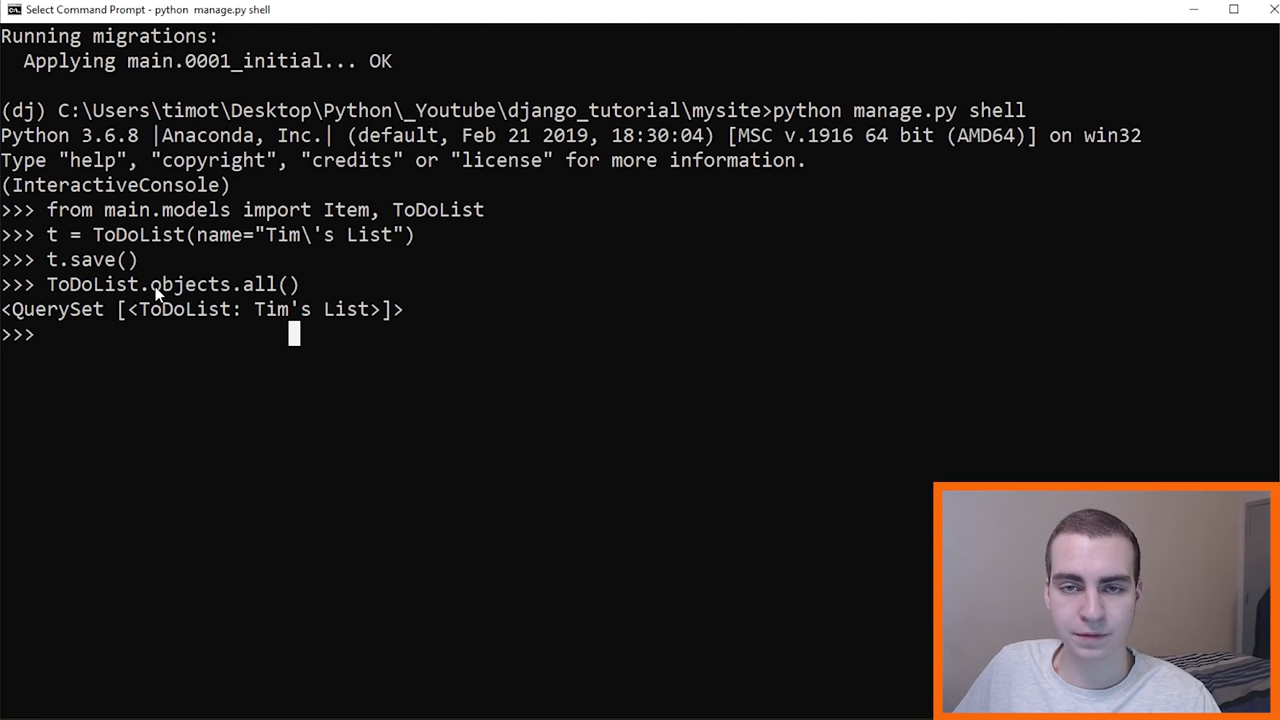 Select Command Prompt - python  manage.py shell
Running migrations:
  Applying main.0001_initial... OK
(dj) C:\Users\timot\Desktop\Python\_Youtube\django_tutorial\mysite>python manage.py shell
Python 3.6.8 |Anaconda, Inc.| (default, Feb 21 2019, 18:30:04) [MSC v.1916 64 bit (AMD64)] on win32
Type "help", "copyright", "credits" or "license" for more information.
(InteractiveConsole)
>>> from main.models import Item, ToDoList
>>> t = ToDoList(name="Tim\'s List")
>>> t.save()
>>> ToDoList.objects.all()
<QuerySet [<ToDoList: Tim's List>]>
>>>